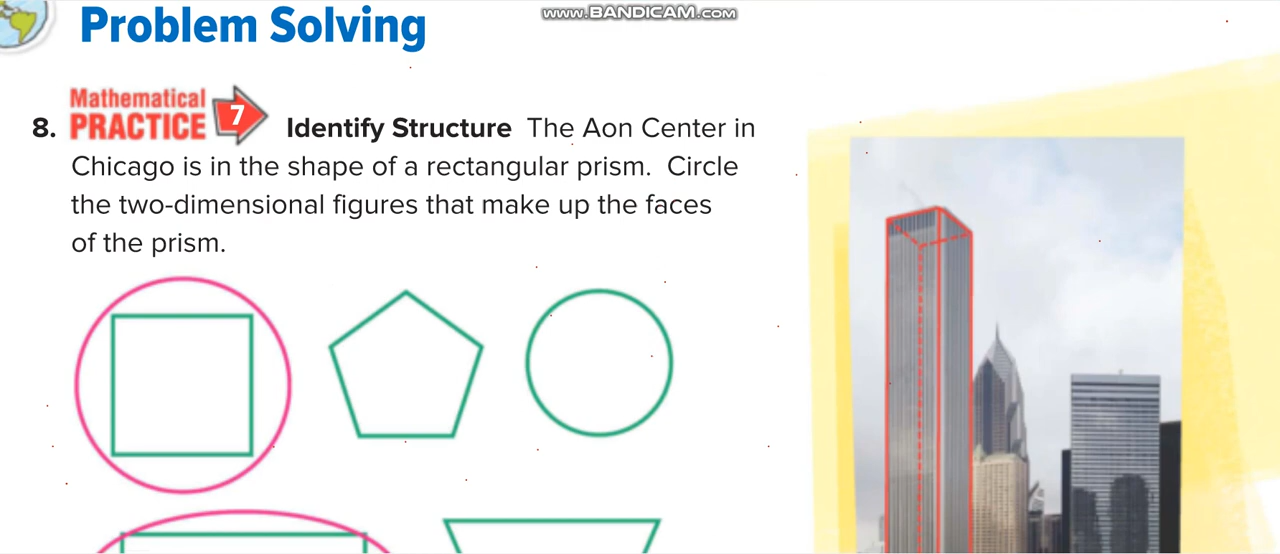 www.BANDICAM.com
Problem Solving
Mathematical
8. PRACTICE 7 Identify Structure The Aon Center in
Chicago is in the shape of a rectangular prism. Circle
the two-dimensional figures that make up the faces
of the prism.